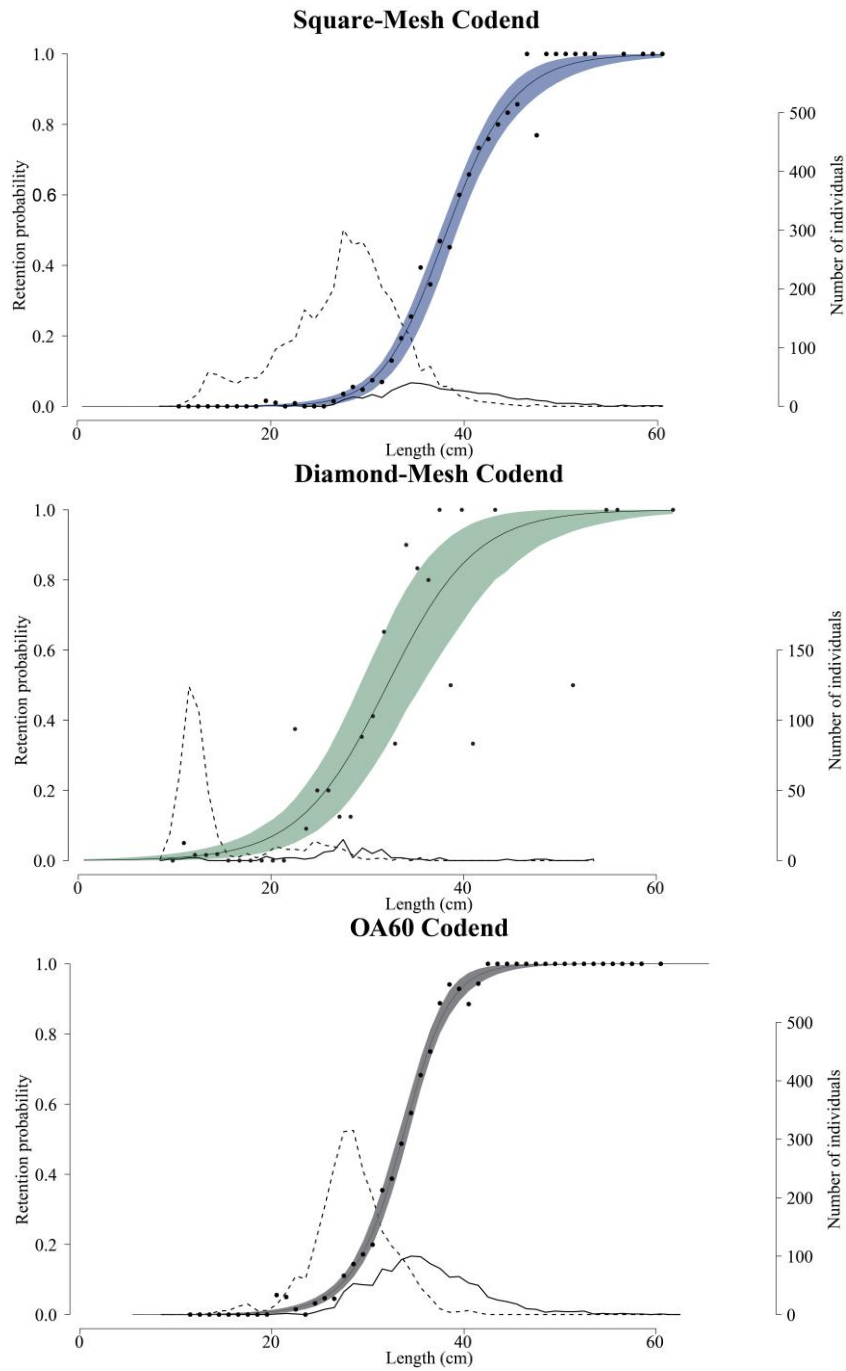 Square-Mesh Codend
1.0
0.8
0.6
0.4
0.2
0.0
Retention probability
500
400
300
200
100
0
Number of individuals
0 20 40 60
Length (cm)
Diamond-Mesh Codend
1.0
0.8
0.6
0.4
0.2
0.0
Retention probability
150
100
50
0
Number of individuals
0 20 40 60
Length (cm)
OA60 Codend
1.0
0.8
0.6
0.4
0.2
0.0
Retention probability
500
400
300
200
100
0
Number of individuals
0 20 40 60
Length (cm)